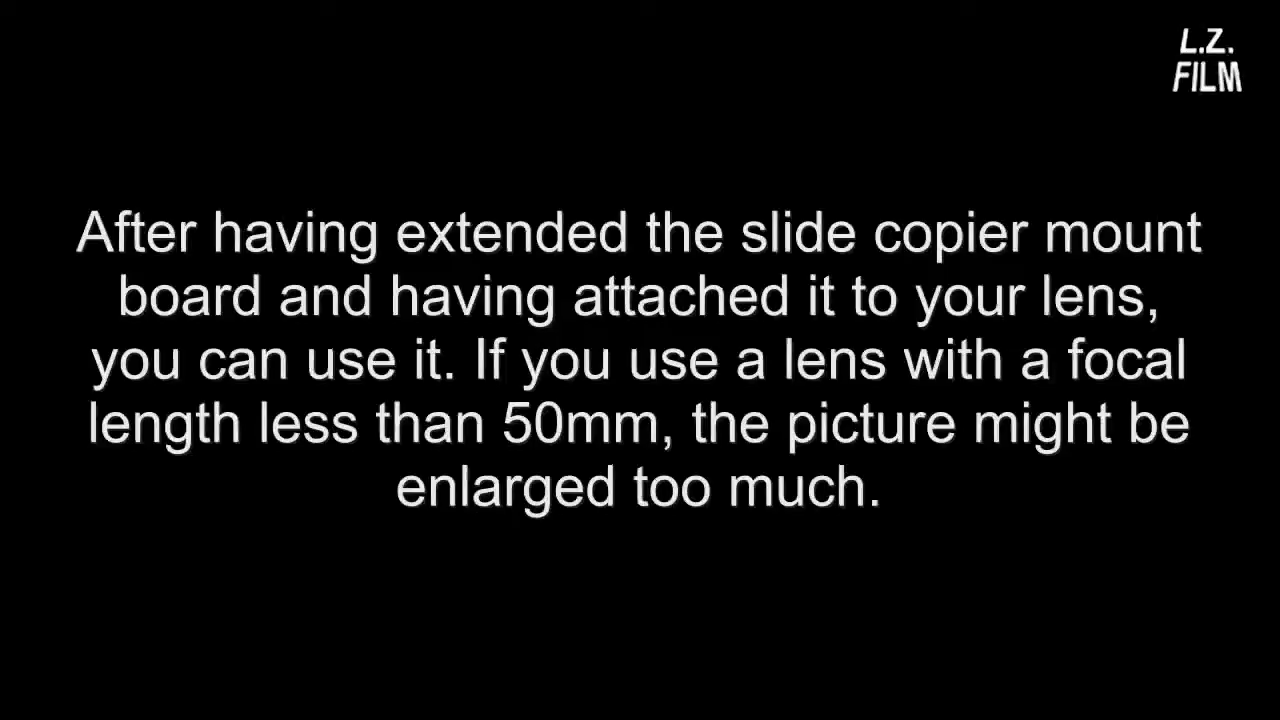 L.Z.
FILM
After having extended the slide copier mount
board and having attached it to your lens,
you can use it. If you use a lens with a focal
length less than 50mm, the picture might be
enlarged too much.